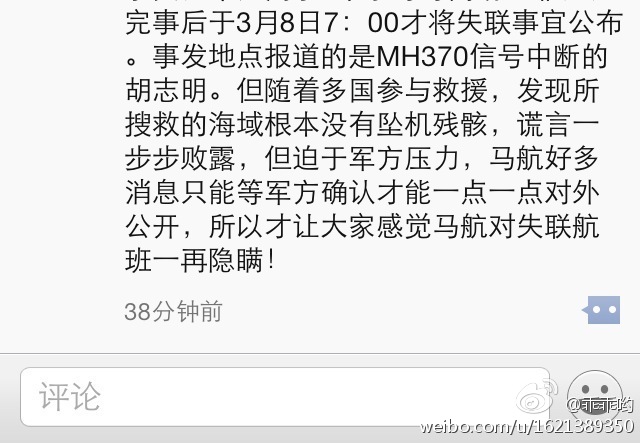 完事后于3月8日7：00才将失联事宜公布
。事发地点报道的是MH370信号中断的
胡志明。但随着多国参与救援，发现所
搜救的海域根本没有坠机残骸，谎言一
步步败露，但迫于军方压力，马航好多
消息只能等军方确认才能一点一点对外
公开，所以才让大家感觉马航对失联航
班一再隐瞒！
38分钟前
评论
@乖乖哟
weibo.com/u/1621389350